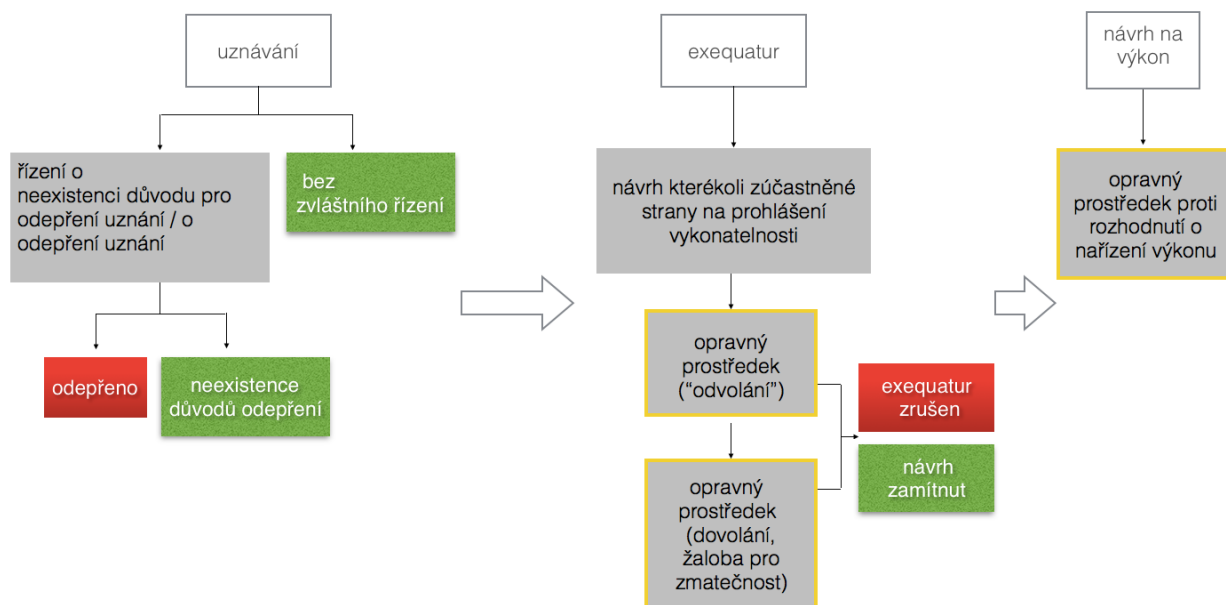 uznávání
řízení o
neexistenci důvodu pro
odepření uznání / o
odepření uznání
bez
zvláštního řízení
odepřeno
neexistence
důvodů odepření
exequatur
návrh kterékoli zúčastněné
strany na prohlášení
vykonatelnosti
opravný
prostředek
(“odvolání”)
opravný
prostředek
(dovolání,
žaloba pro
zmatečnost)
exequatur
zrušen
návrh
zamítnut
návrh na
výkon
opravný
prostředek proti
rozhodnutí o
nařízení výkonu